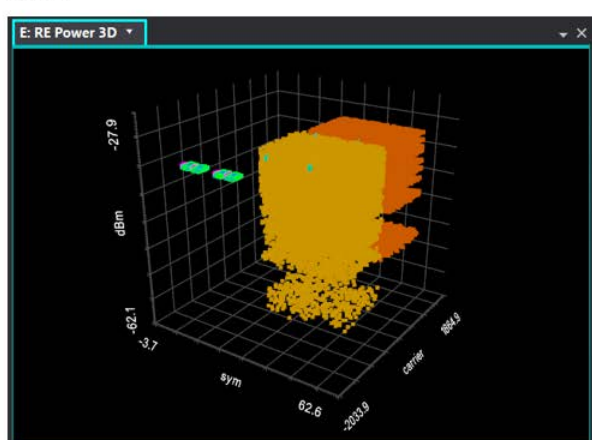 E: RE Power 3D
-27.9
dBm
-62.1
-3.7
sym
62.6
-2033.9
carrier
1864.9